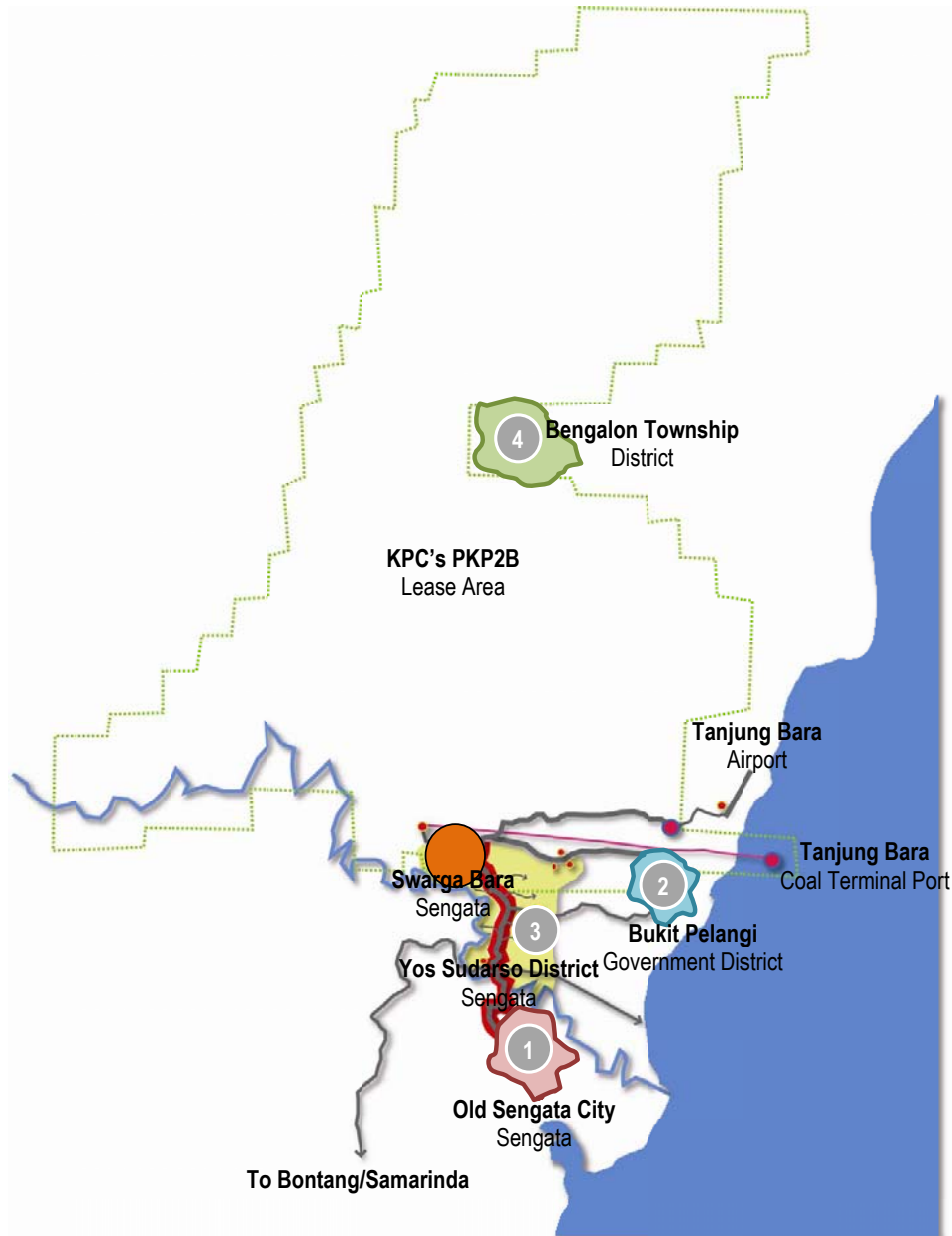 4
Bengalon Township
District
KPC's PKP2B
Lease Area
Tanjung Bara
Airport
Tanjung Bara
Coal Terminal Port
Swarga Bara
Sengata
2
Bukit Pelangi
Government District
3
Yos Sudarso District
Sengata
1
Old Sengata City
Sengata
To Bontang/Samarinda